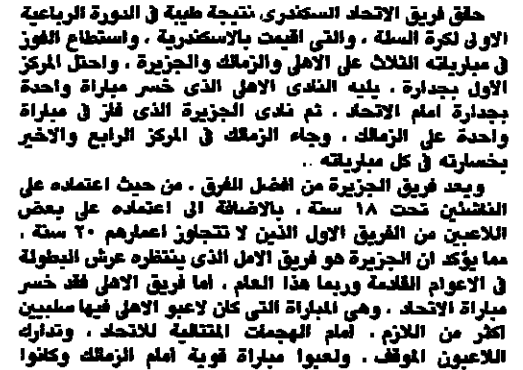 حقق فريق الاتحاد السكندرى نتيجة طيبة فى الدورة الرباعية
الاولى لكرة السلة ، والتى اقيمت بالاسكندرية ، واستطاع الفوز
فى مبارياته الثلاث على الاهلى والزمالك والجزيرة ، واحتل المركز
الاول بجدارة ، يليه النادى الاهلى الذى خسر مباراة واحدة
بجدارة امام الاتحاد ، ثم نادى الجزيرة الذى فاز فى مباراة
واحدة على الزمالك ، وجاء الزمالك فى المركز الرابع والاخير
بخسارته فى كل مبارياته ..
ويعد فريق الجزيرة من افضل الفرق ، من حيث اعتماده على
الناشئين تحت ١٨ سنة ، بالاضافة الى اعتماده على بعض
اللاعبين من الفريق الاول الذين لا تتجاوز اعمارهم ٢٠ سنة ،
مما يؤكد ان الجزيرة هو فريق الامل الذى ينتظره عرش البطولة
فى الاعوام القادمة وربما هذا العام ، أما فريق الاهلى فقد خسر
مباراة الاتحاد ، وهى المباراة التى كان لاعبو الاهلى فيها سلبيين
اكثر من اللازم ، أمام الهجمات المتتالية للاتحاد ، وتدارك
اللاعبون الموقف ، ولعبوا مباراة قوية أمام الزمالك وكانوا